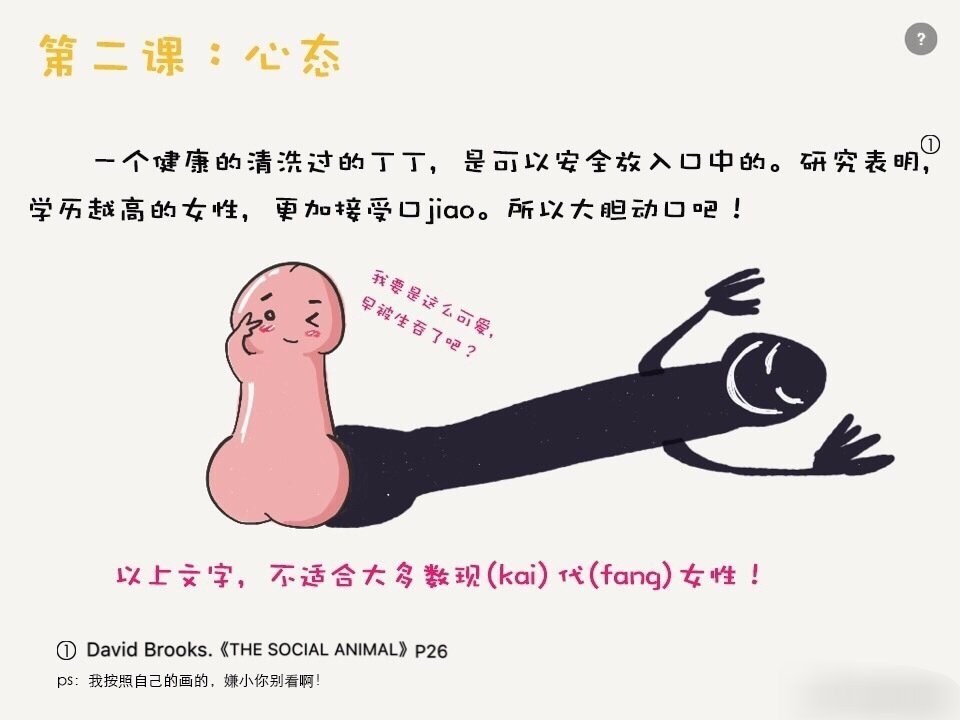 第二课：心态
?
①
一个健康的清洗过的丁丁，是可以安全放入口中的。研究表明，
学历越高的女性，更加接受口jiao。所以大胆动口吧！
我要是这么可爱，
早被生吞了吧？
以上文字，不适合大多数现(kai)代(fang)女性！
① David Brooks.《THE SOCIAL ANIMAL》P26
ps：我按照自己的画的，嫌小你别看啊！